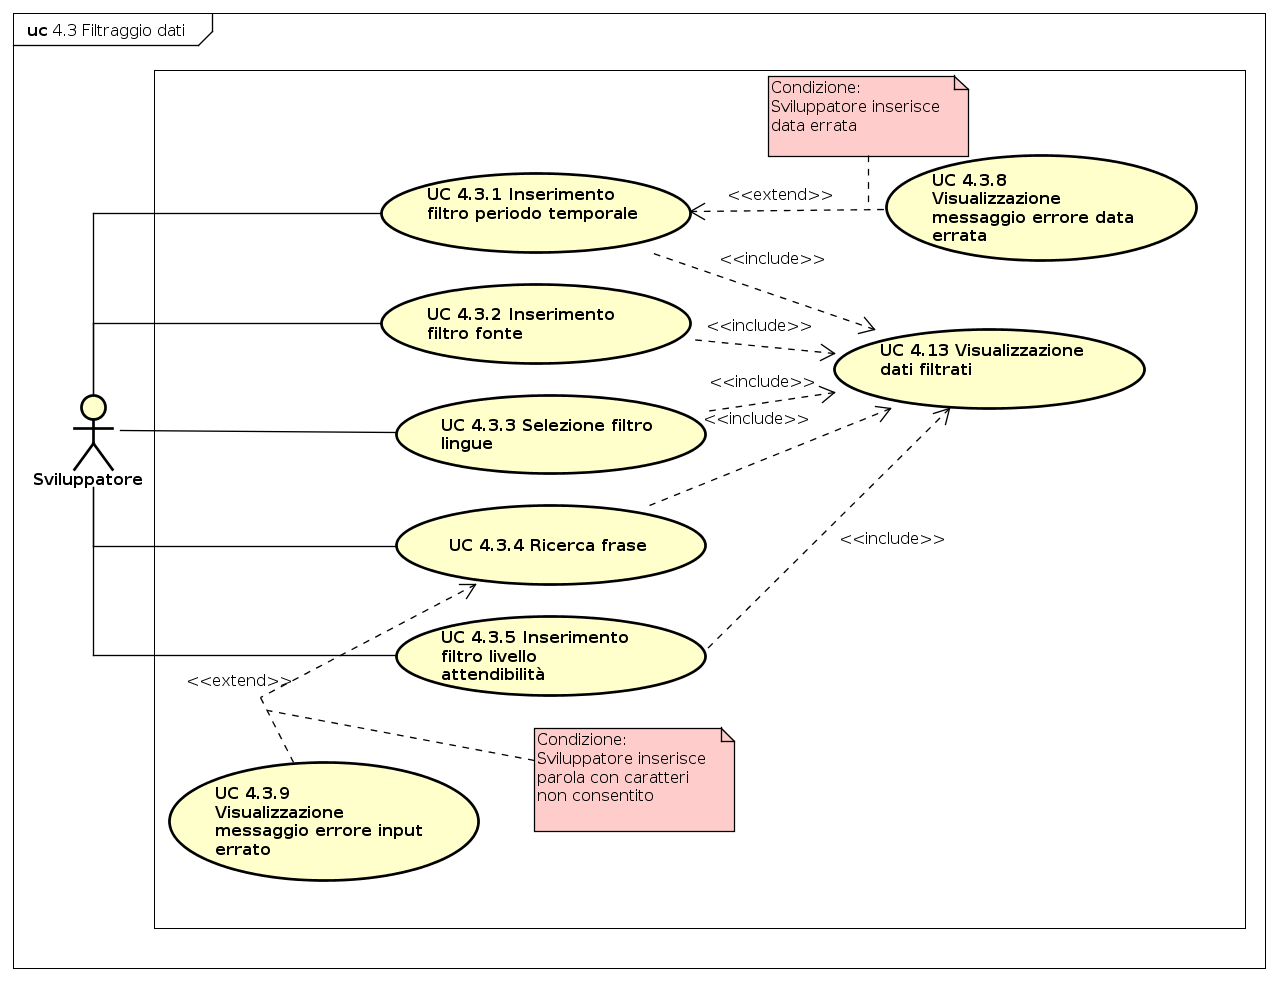 uc 4.3 Filtraggio dati
Condizione:
Sviluppatore inserisce
data errata
UC 4.3.1 Inserimento
filtro periodo temporale
<<extend>>
UC 4.3.8
Visualizzazione
messaggio errore data
errata
<<include>>
UC 4.3.2 Inserimento
filtro fonte
<<include>>
UC 4.13 Visualizzazione
dati filtrati
<<include>>
UC 4.3.3 Selezione filtro
lingue
<<include>>
Sviluppatore
UC 4.3.4 Ricerca frase
<<include>>
UC 4.3.5 Inserimento
filtro livello
attendibilità
<<extend>>
Condizione:
Sviluppatore inserisce
parola con caratteri
non consentito
UC 4.3.9
Visualizzazione
messaggio errore input
errato